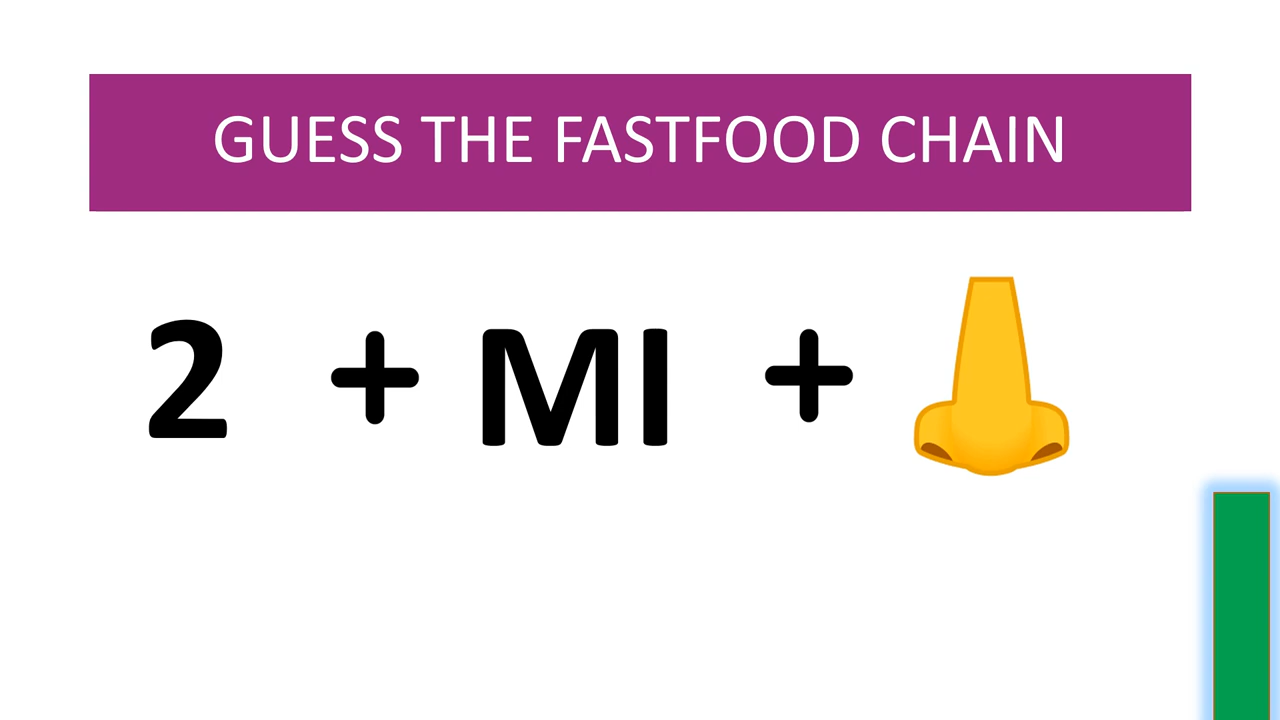 GUESS THE FASTFOOD CHAIN
2 + MI +